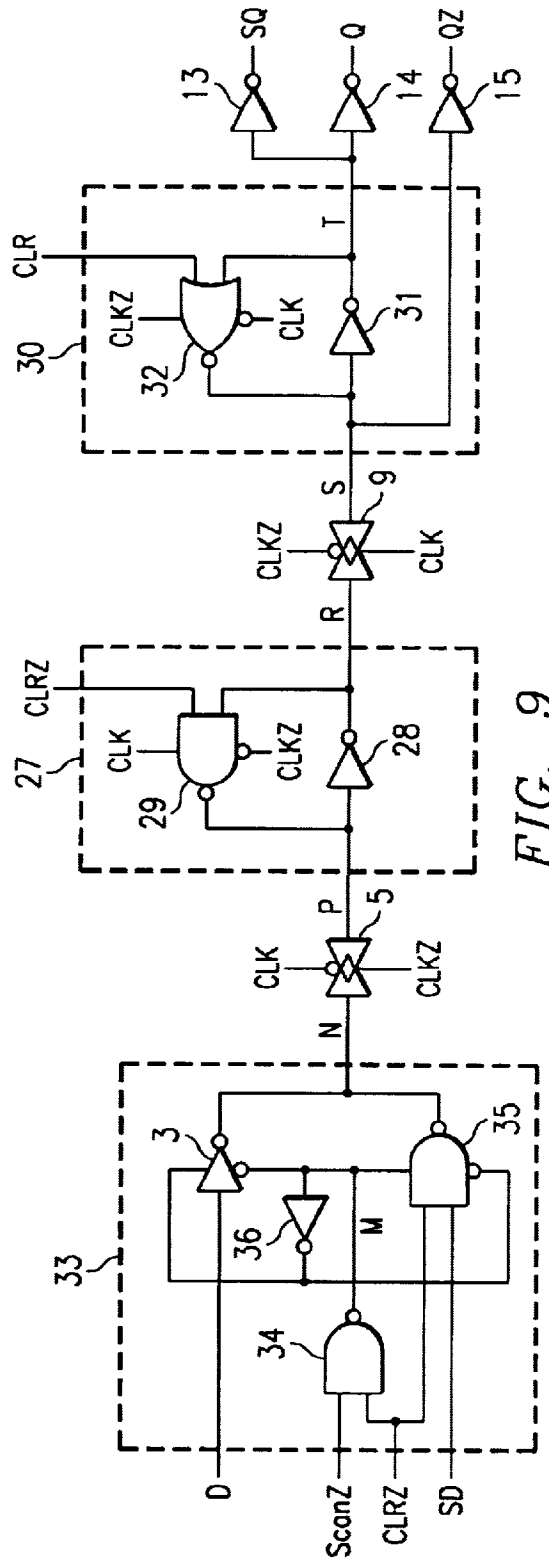 33
D
ScanZ
CLRZ
SD
3
36
M
34
35
N
CLK
5
CLKZ
P
27
CLRZ
CLK
29
CLKZ
28
R
CLKZ
9
CLK
S
30
CLR
CLKZ
32
CLK
31
T
13
SQ
14
Q
15
QZ
FIG. 9